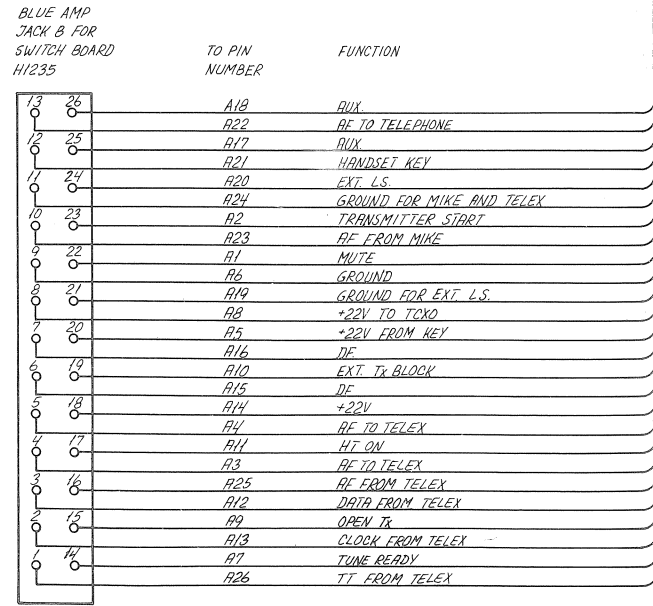 BLUE AMP
JACK B FOR
SWITCH BOARD TO PIN FUNCTION
H1235 NUMBER
13 26 A18 AUX.
A22 AF TO TELEPHONE
12 25 A17 AUX.
A21 HANDSET KEY
11 24 A20 EXT. LS.
A24 GROUND FOR MIKE AND TELEX
10 23 A2 TRANSMITTER START
A23 AF FROM MIKE
9 22 A1 MUTE
A6 GROUND
8 21 A19 GROUND FOR EXT. LS.
A8 +22V TO TCXO
7 20 A5 +22V FROM KEY
A16 DF.
6 19 A10 EXT. Tx BLOCK
A15 DF
5 18 A14 +22V
A4 AF TO TELEX
4 17 A11 HT ON
A3 AF TO TELEX
3 16 A25 AF FROM TELEX
A12 DATA FROM TELEX
2 15 A9 OPEN Tx
A13 CLOCK FROM TELEX
1 14 A7 TUNE READY
A26 TT FROM TELEX